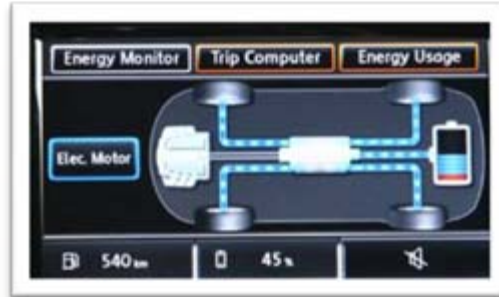 Energy Monitor Trip Computer Energy Usage
Elec. Motor
540 km 45 %